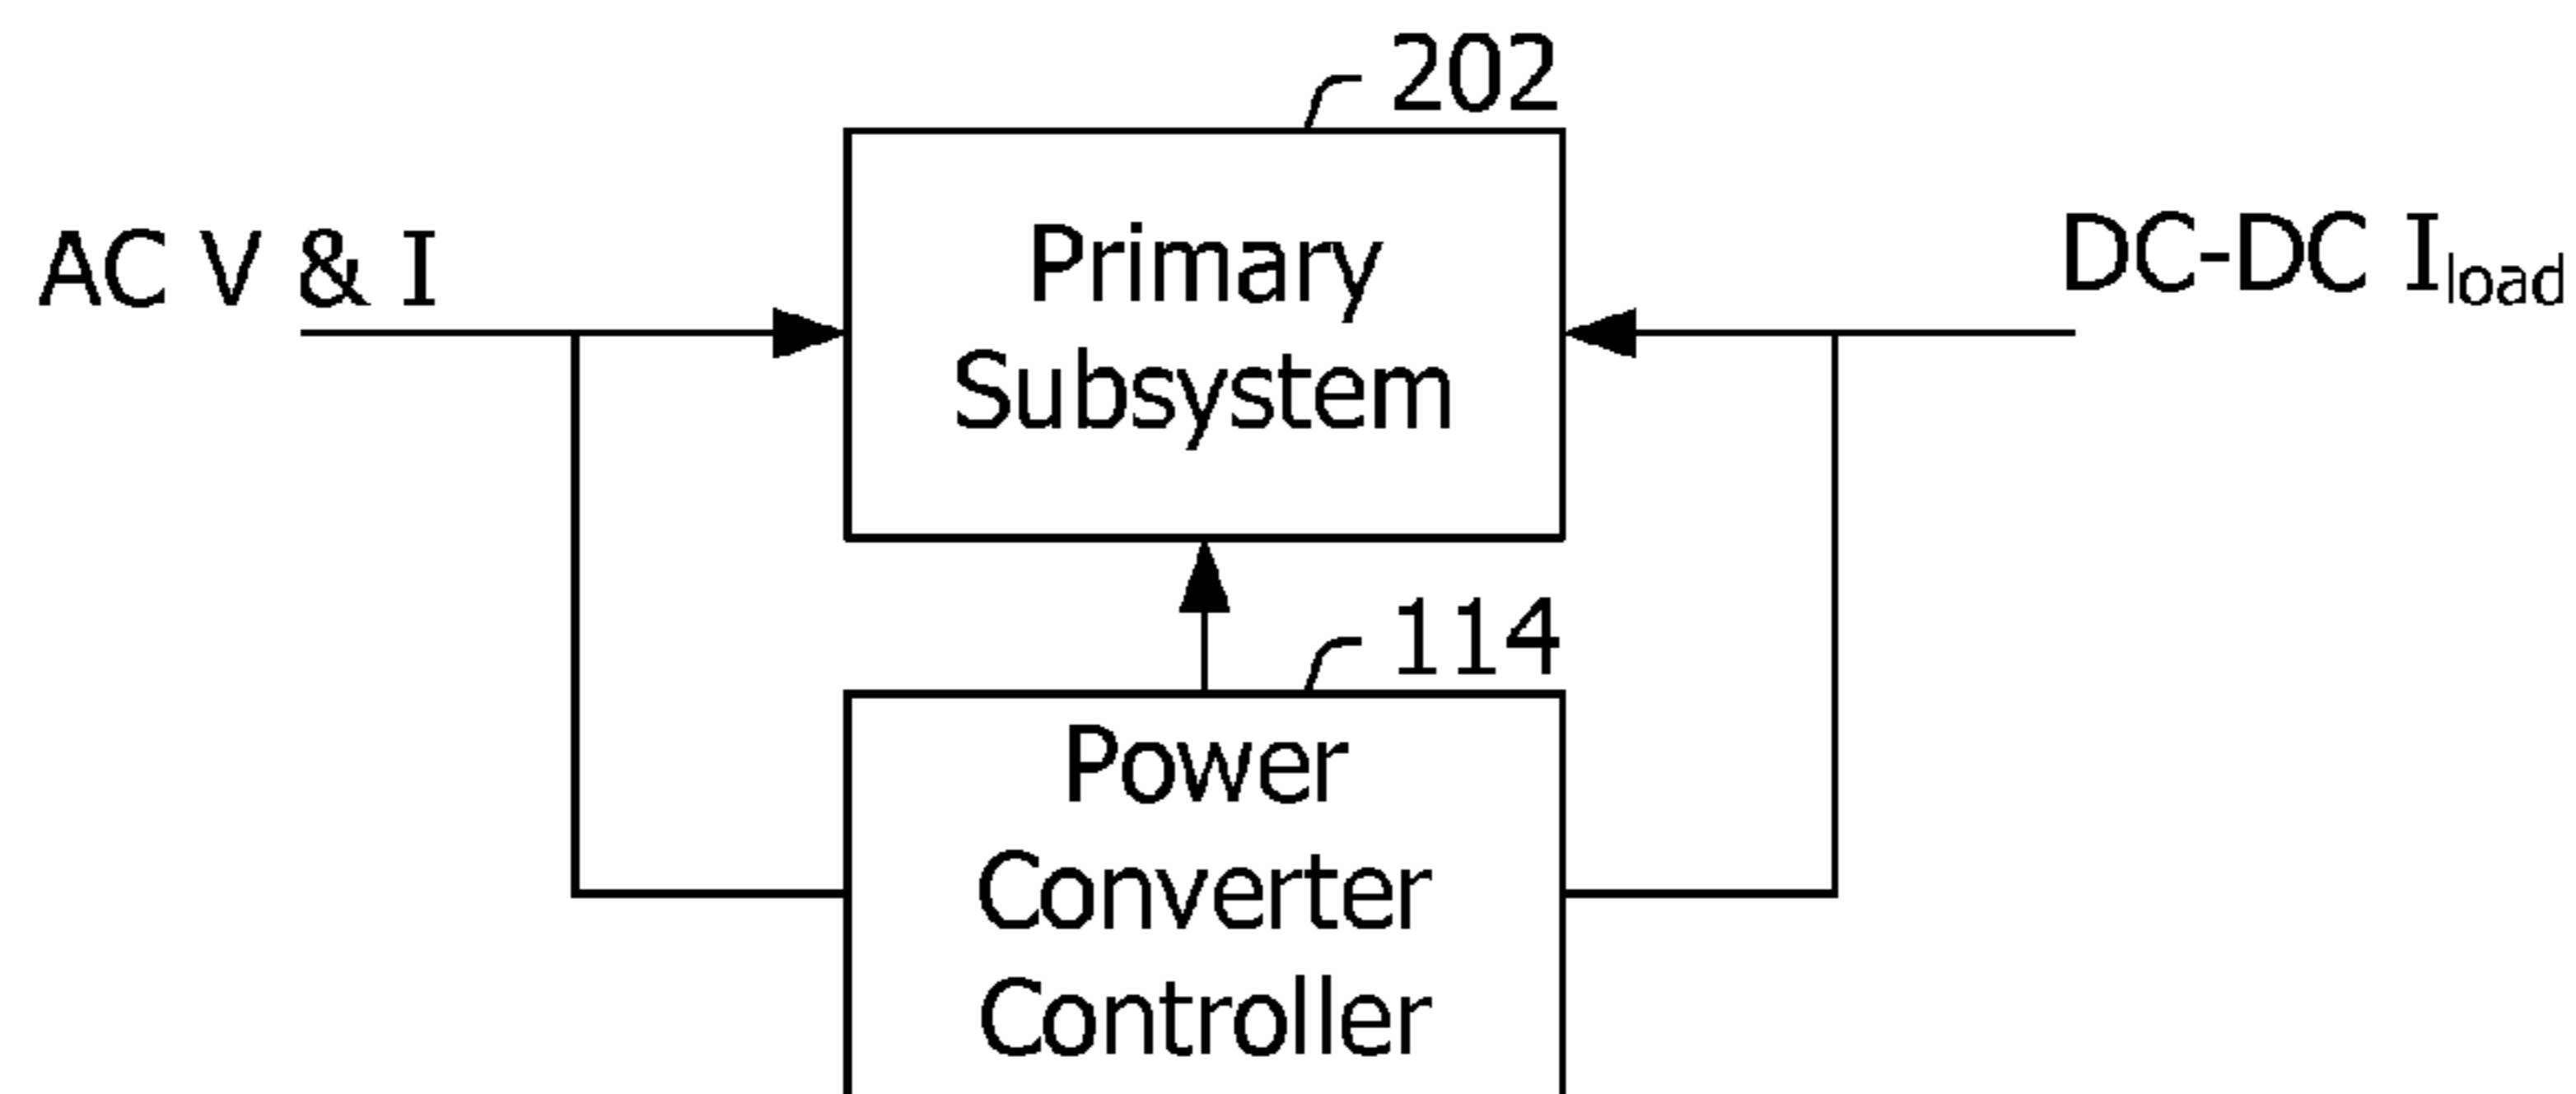 202
AC V & I
Primary
Subsystem
DC-DC Iload
114
Power
Converter
Controller